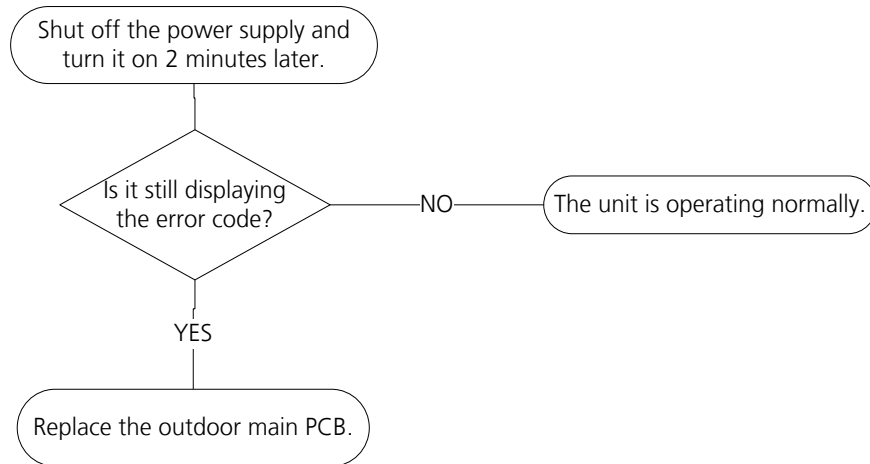 Shut off the power supply and
turn it on 2 minutes later.
Is it still displaying
the error code?
NO
The unit is operating normally.
YES
Replace the outdoor main PCB.